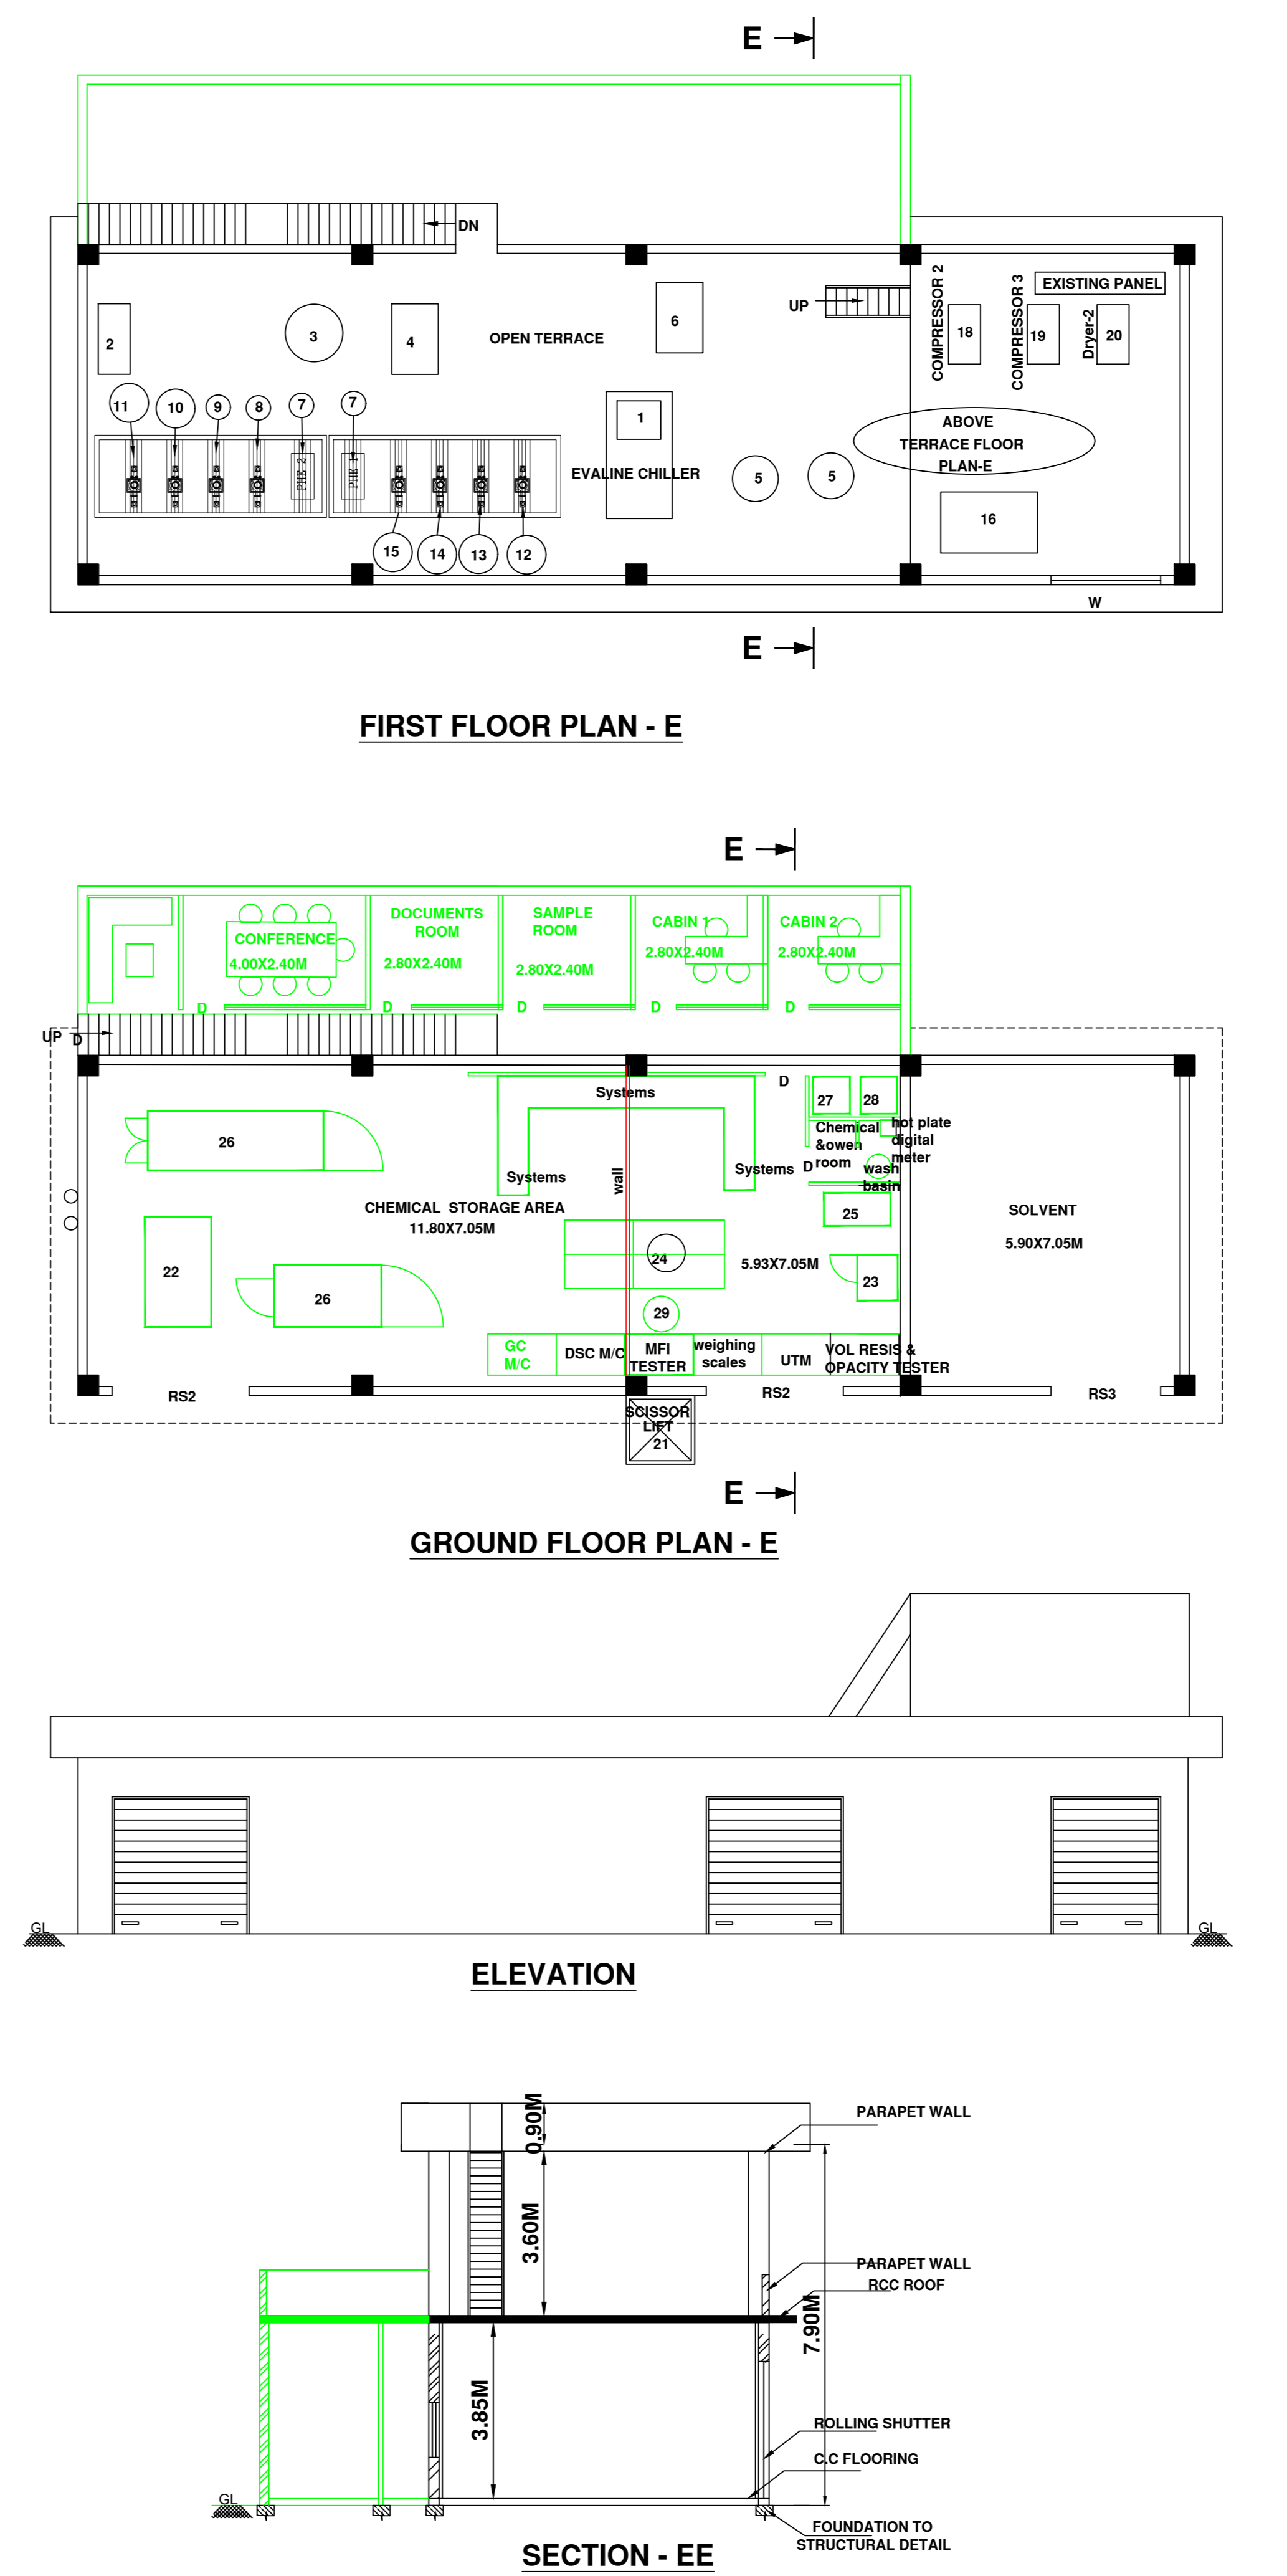 E
DN
COMPRESSOR 2
COMPRESSOR 3
EXISTING PANEL
Dryer-2
UP
2
3
4
OPEN TERRACE
6
18
19
20
11
10
9
8
7
7
1
ABOVE
TERRACE FLOOR
PLAN-E
PHE 2
PHE 1
EVALINE CHILLER
5
5
16
15
14
13
12
W
E
FIRST FLOOR PLAN - E
E
CONFERENCE
4.00X2.40M
DOCUMENTS
ROOM
2.80X2.40M
SAMPLE
ROOM
2.80X2.40M
CABIN 1
2.80X2.40M
CABIN 2
2.80X2.40M
D
D
D
D
D
UP
D
Systems
D
27
28
26
Chemical
&owen
room
hot plate
digital
meter
wash
basin
D
Systems
wall
Systems
CHEMICAL STORAGE AREA
11.80X7.05M
25
SOLVENT
5.90X7.05M
22
24
5.93X7.05M
23
26
29
GC
M/C
DSC M/C
MFI
TESTER
weighing
scales
UTM
VOL RESIS &
OPACITY TESTER
RS2
RS2
RS3
SCISSOR
LIFT
21
E
GROUND FLOOR PLAN - E
GL
GL
ELEVATION
0.90M
PARAPET WALL
3.60M
PARAPET WALL
RCC ROOF
7.90M
3.85M
ROLLING SHUTTER
C.C FLOORING
GL
FOUNDATION TO
STRUCTURAL DETAIL
SECTION - EE